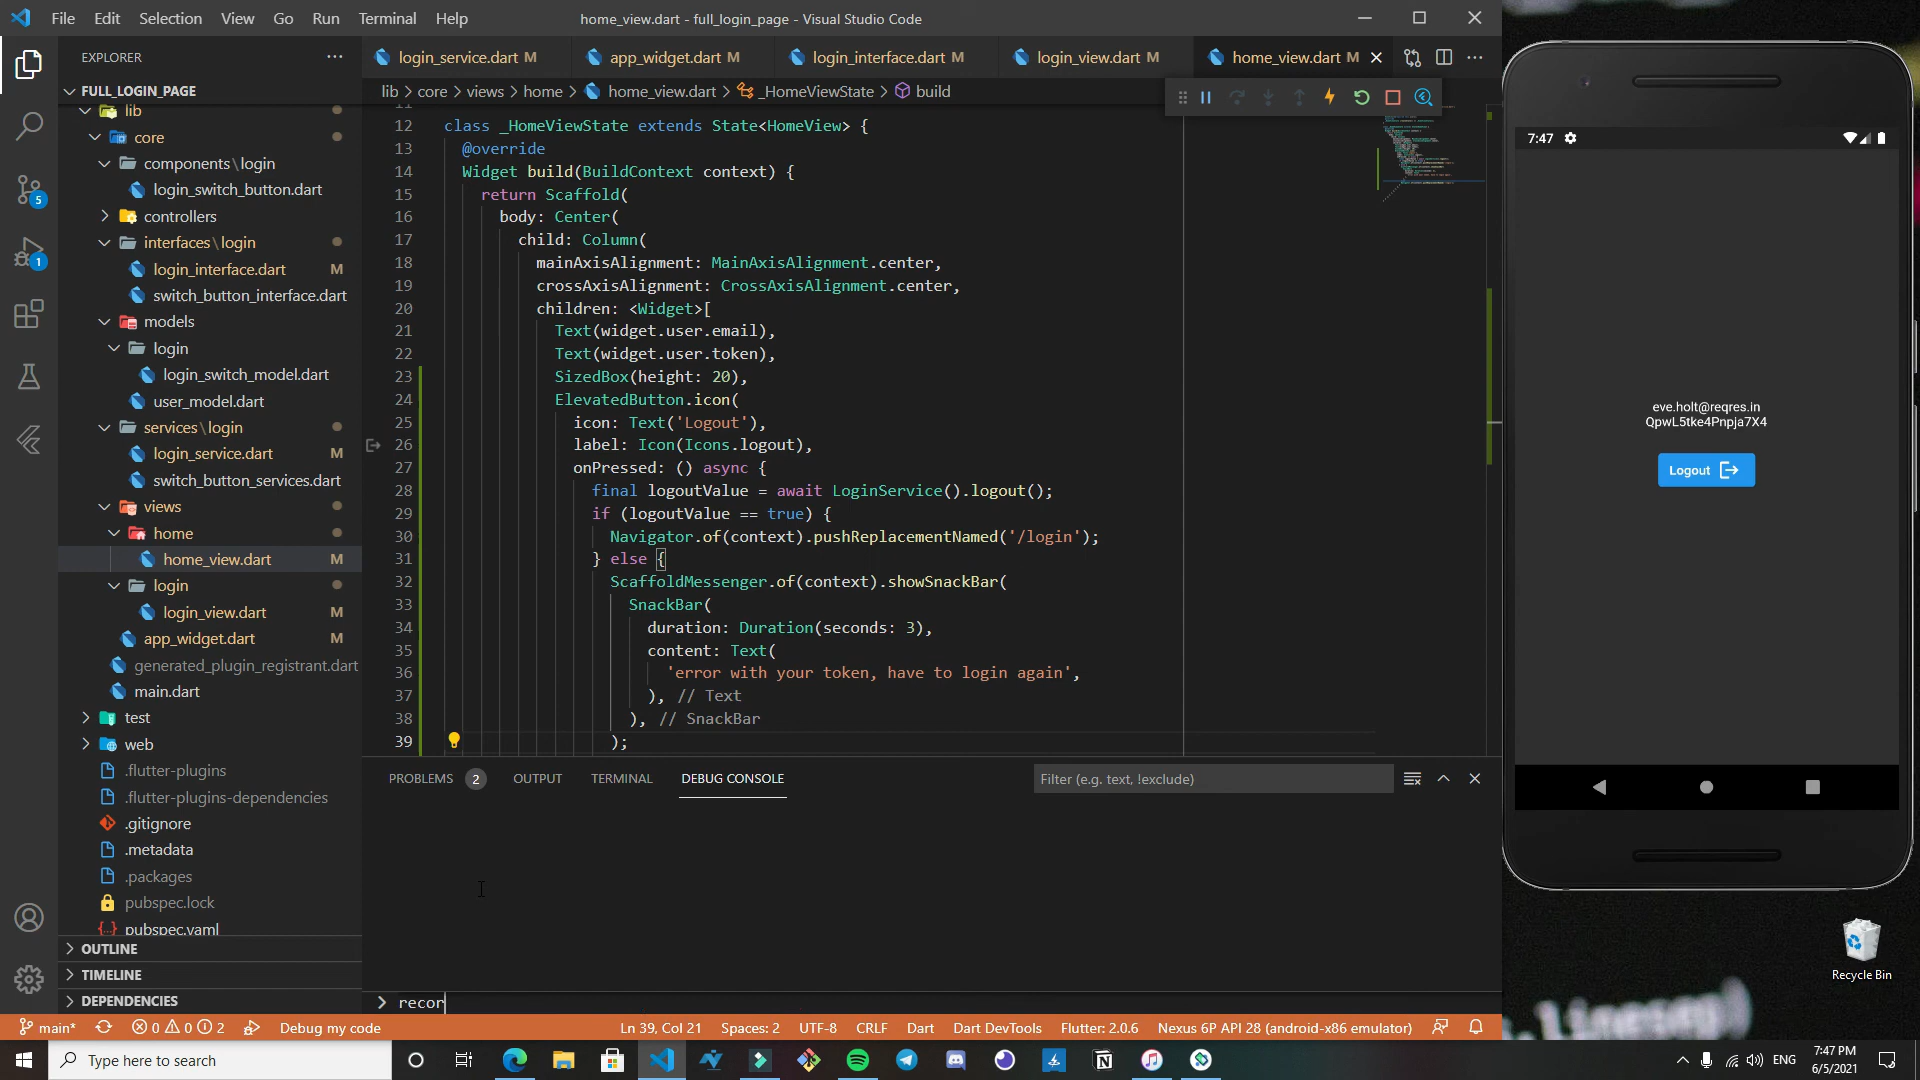 File Edit Selection View Go Run Terminal Help
home_view.dart - full_login_page - Visual Studio Code
EXPLORER
FULL_LOGIN_PAGE
lib
core
components\login
login_switch_button.dart
controllers
interfaces\login
login_interface.dart M
switch_button_interface.dart
models
login
login_switch_model.dart
user_model.dart
services\login
login_service.dart M
switch_button_services.dart
views
home
home_view.dart M
login
login_view.dart M
app_widget.dart M
generated_plugin_registrant.dart
main.dart
test
web
.flutter-plugins
.flutter-plugins-dependencies
.gitignore
.metadata
.packages
pubspec.lock
pubspec.yaml
OUTLINE
TIMELINE
DEPENDENCIES
5
1
login_service.dart M app_widget.dart M login_interface.dart M login_view.dart M home_view.dart M
lib > core > views > home > home_view.dart > _HomeViewState > build
11
12 class _HomeViewState extends State<HomeView> {
13 @override
14 Widget build(BuildContext context) {
15 return Scaffold(
16 body: Center(
17 child: Column(
18 mainAxisAlignment: MainAxisAlignment.center,
19 crossAxisAlignment: CrossAxisAlignment.center,
20 children: <Widget>[
21 Text(widget.user.email),
22 Text(widget.user.token),
23 SizedBox(height: 20),
24 ElevatedButton.icon(
25 icon: Text('Logout'),
26 label: Icon(Icons.logout),
27 onPressed: () async {
28 final logoutValue = await LoginService().logout();
29 if (logoutValue == true) {
30 Navigator.of(context).pushReplacementNamed('/login');
31 } else {
32 ScaffoldMessenger.of(context).showSnackBar(
33 SnackBar(
34 duration: Duration(seconds: 3),
35 content: Text(
36 'error with your token, have to login again',
37 ), // Text
38 ), // SnackBar
39 );
PROBLEMS 2 OUTPUT TERMINAL DEBUG CONSOLE
Filter (e.g. text, !exclude)
> recor
main* 0 0 2 Debug my code
Ln 39, Col 21 Spaces: 2 UTF-8 CRLF Dart Dart DevTools Flutter: 2.0.6 Nexus 6P API 28 (android-x86 emulator)
7:47
eve.holt@reqres.in
QpwL5tke4Pnpja7X4
Logout
Recycle Bin
Type here to search
ENG
7:47 PM
6/5/2021